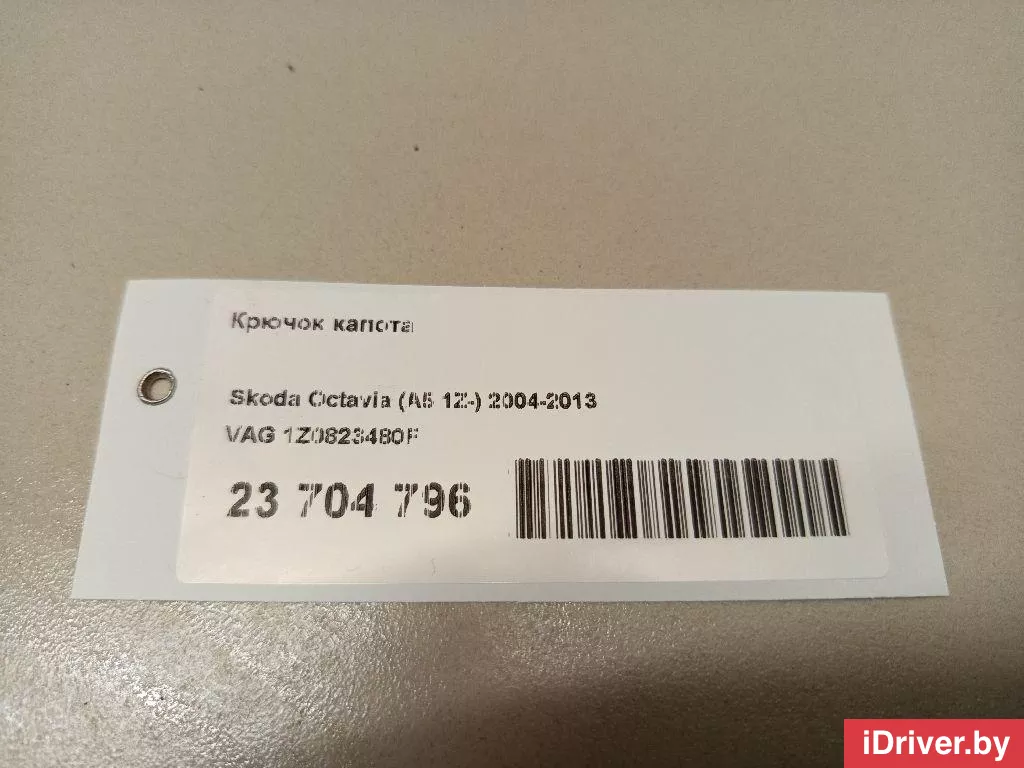 Крючок капота
Skoda Octavia (A5 1Z-) 2004-2013
VAG 1Z0823480F
23 704 796
iDriver.by